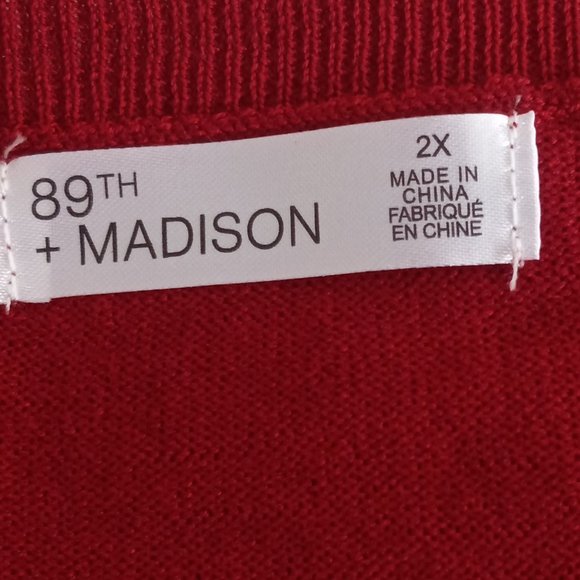 89TH
+ MADISON
2X
MADE IN
CHINA
FABRIQUÉ
EN CHINE